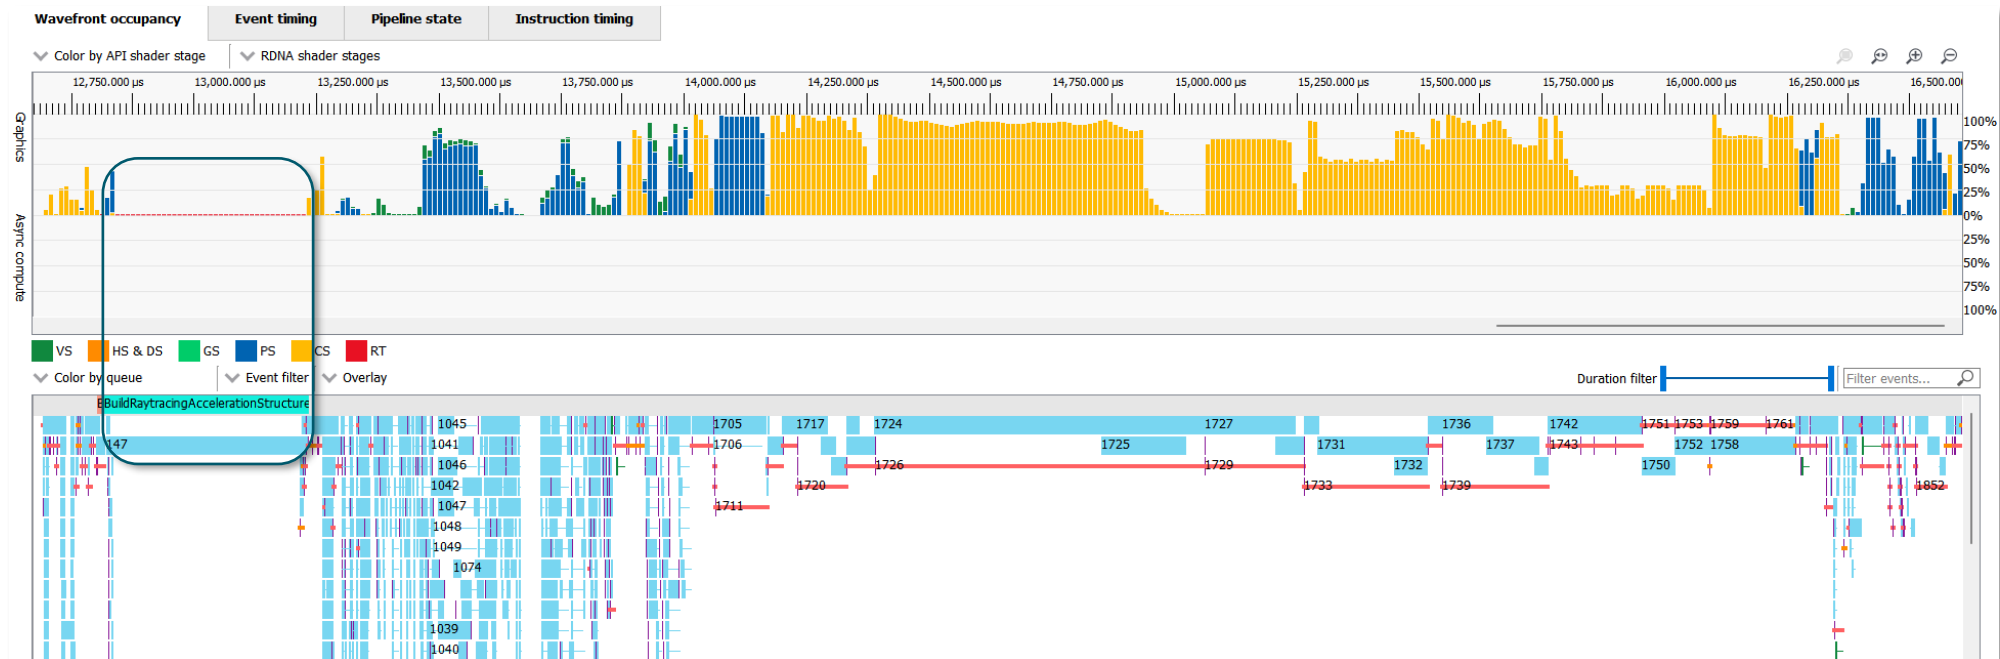 Wavefront occupancy Event timing Pipeline state Instruction timing
Color by API shader stage RDNA shader stages
12,750.000 µs 13,000.000 µs 13,250.000 µs 13,500.000 µs 13,750.000 µs 14,000.000 µs 14,250.000 µs 14,500.000 µs 14,750.000 µs 15,000.000 µs 15,250.000 µs 15,500.000 µs 15,750.000 µs 16,000.000 µs 16,250.000 µs 16,500.00
Graphics
100%
75%
50%
25%
0%
Async compute
25%
50%
75%
100%
VS HS & DS GS PS CS RT
Color by queue Event filter Overlay Duration filter Filter events...
BuildRaytracingAccelerationStructure
1045 1705 1717 1724 1727 1736 1742 1751 1753 1759 1761
147 1041 1706 1725 1731 1737 1743 1752 1758
1046 1726 1729 1732 1750
1042 1720 1733 1739 1852
1047 1711
1048
1049
1074
1039
1040